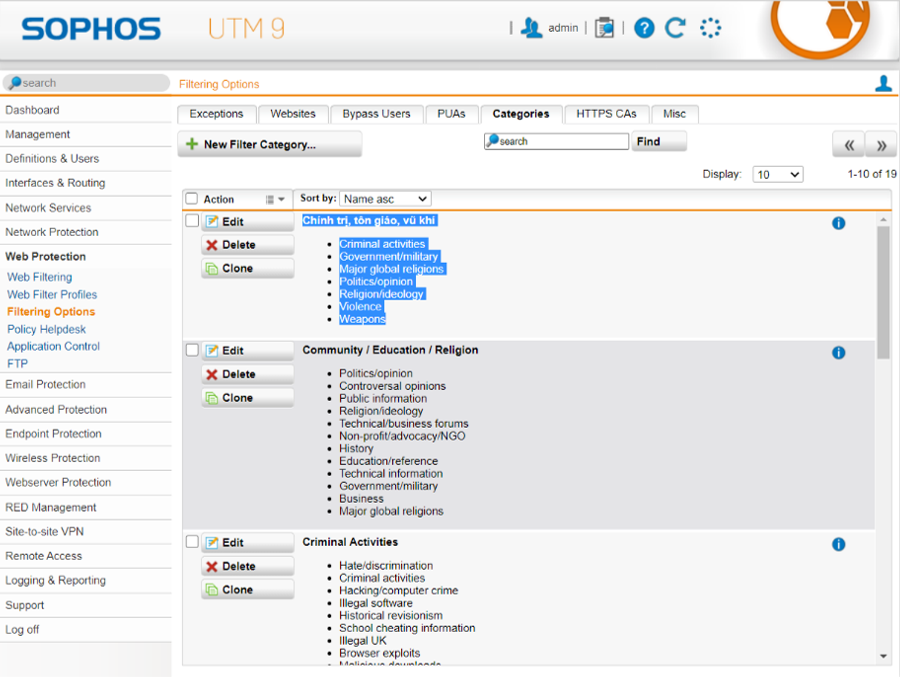 SOPHOS UTM 9
admin
search
Filtering Options
Dashboard
Management
Definitions & Users
Interfaces & Routing
Network Services
Network Protection
Web Protection
Web Filtering
Web Filter Profiles
Filtering Options
Policy Helpdesk
Application Control
FTP
Email Protection
Advanced Protection
Endpoint Protection
Wireless Protection
Webserver Protection
RED Management
Site-to-site VPN
Remote Access
Logging & Reporting
Support
Log off
Exceptions Websites Bypass Users PUAs Categories HTTPS CAs Misc
New Filter Category... search Find
Display: 10 1-10 of 19
Action Sort by: Name asc
Edit Chính trị, tôn giáo, vũ khí
Delete
Clone
Criminal activities
Government/military
Major global religions
Politics/opinion
Religion/ideology
Violence
Weapons
Edit Community / Education / Religion
Delete
Clone
Politics/opinion
Controversal opinions
Public information
Religion/ideology
Technical/business forums
Non-profit/advocacy/NGO
History
Education/reference
Technical information
Government/military
Business
Major global religions
Edit Criminal Activities
Delete
Clone
Hate/discrimination
Criminal activities
Hacking/computer crime
Illegal software
Historical revisionism
School cheating information
Illegal UK
Browser exploits
Malicious downloads